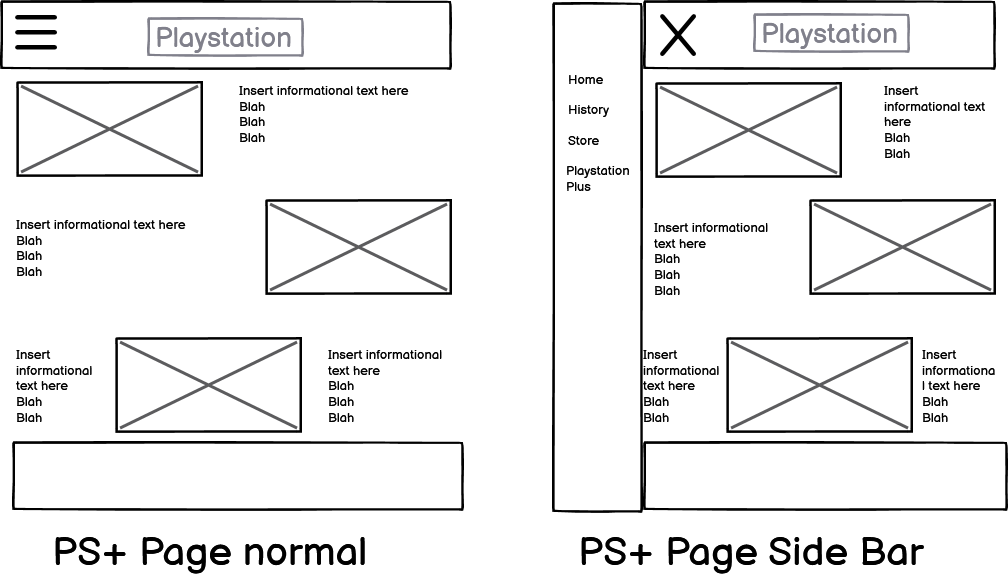 Playstation
Insert informational text here
Blah
Blah
Blah
Insert informational text here
Blah
Blah
Blah
Insert
informational
text here
Blah
Blah
Insert informational
text here
Blah
Blah
Blah
PS+ Page normal
Playstation
Home
History
Store
Playstation
Plus
Insert
informational text
here
Blah
Blah
Insert informational
text here
Blah
Blah
Blah
Insert
informational
text here
Blah
Blah
Insert
informationa
l text here
Blah
Blah
PS+ Page Side Bar